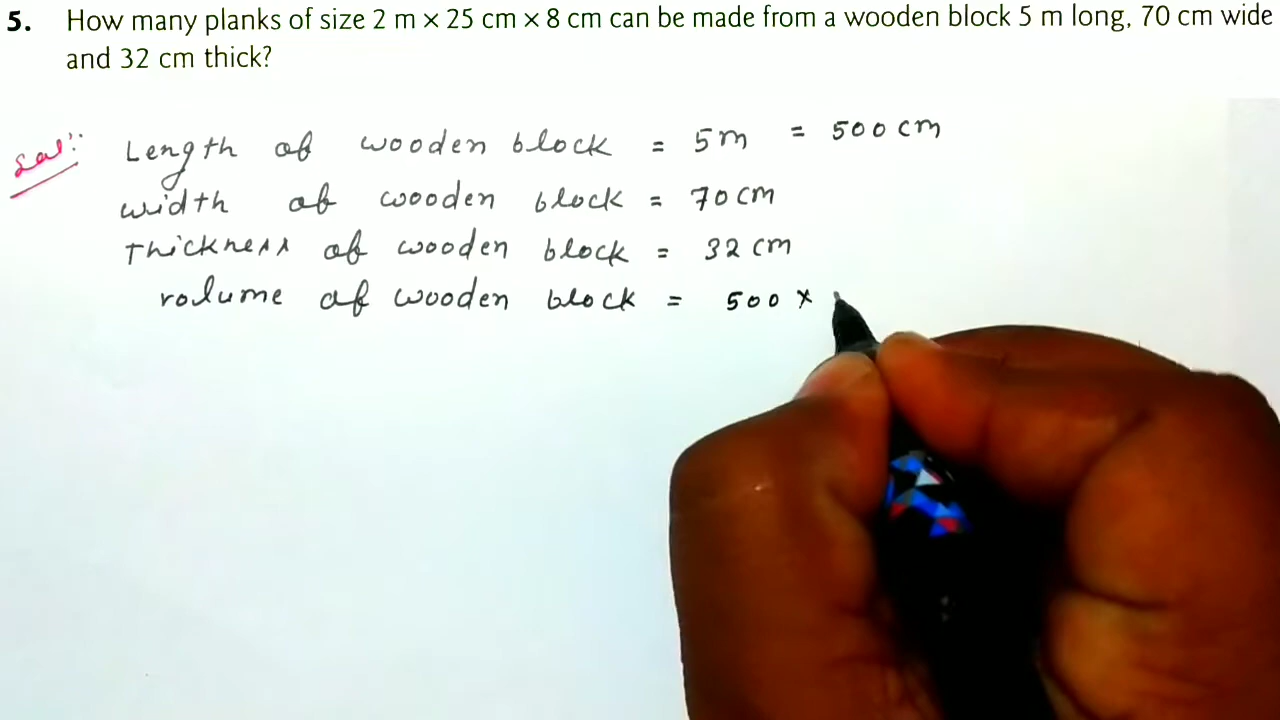 5. How many planks of size 2 m × 25 cm × 8 cm can be made from a wooden block 5 m long, 70 cm wide
and 32 cm thick?
Sol:- Length of wooden block = 5m = 500 cm
width of wooden block = 70 cm
Thickness of wooden block = 32 cm
volume of wooden block = 500 ×